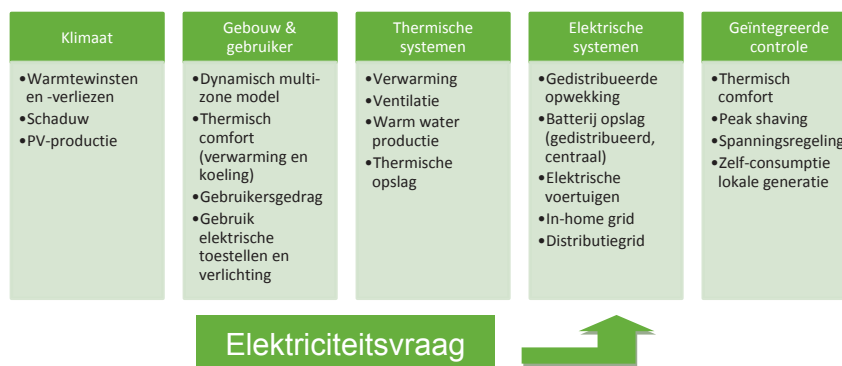 Klimaat
•Warmtewinsten
en -verliezen
•Schaduw
•PV-productie
Gebouw &
gebruiker
•Dynamisch multi-
zone model
•Thermisch
comfort
(verwarming en
koeling)
•Gebruikersgedrag
•Gebruik
elektrische
toestellen en
verlichting
Thermische
systemen
•Verwarming
•Ventilatie
•Warm water
productie
•Thermische
opslag
Elektrische
systemen
•Gedistribueerde
opwekking
•Batterij opslag
(gedistribueerd,
centraal)
•Elektrische
voertuigen
•In-home grid
•Distributiegrid
Geïntegreerde
controle
•Thermisch
comfort
•Peak shaving
•Spanningsregeling
•Zelf-consumptie
lokale generatie
Elektriciteitsvraag